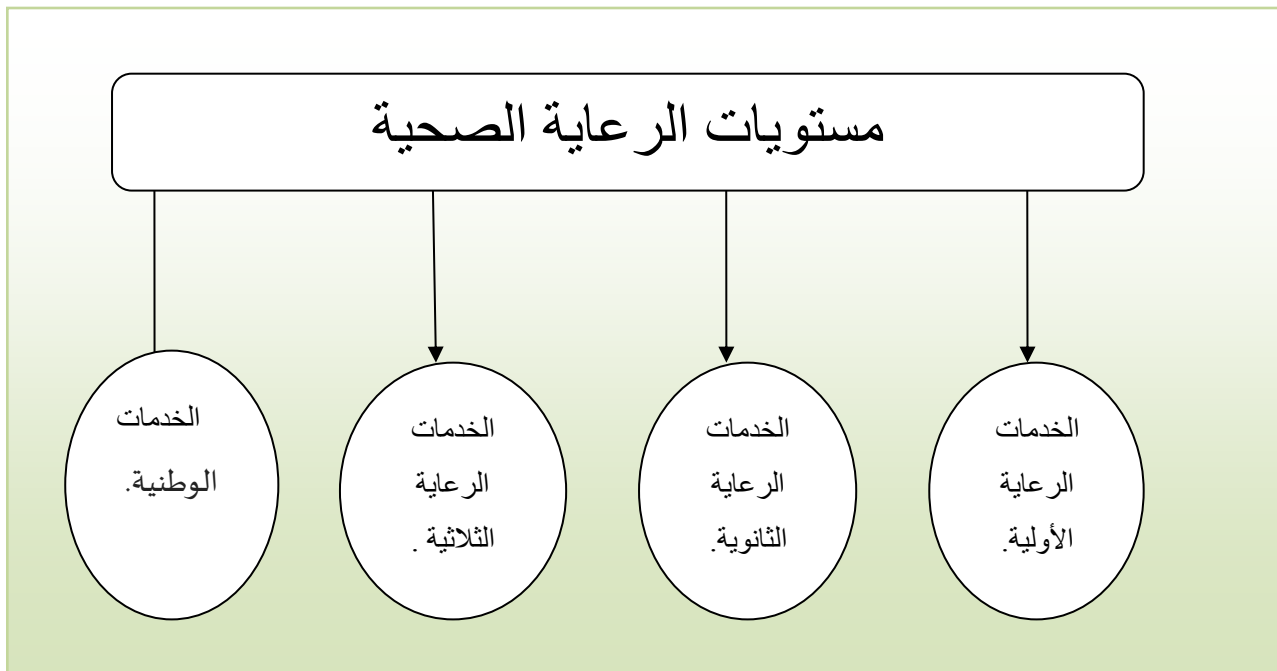 مستويات الرعاية الصحية
الخدمات
الرعاية
الأولية.
الخدمات
الرعاية
الثانوية.
الخدمات
الرعاية
الثلاثية .
الخدمات
الوطنية.